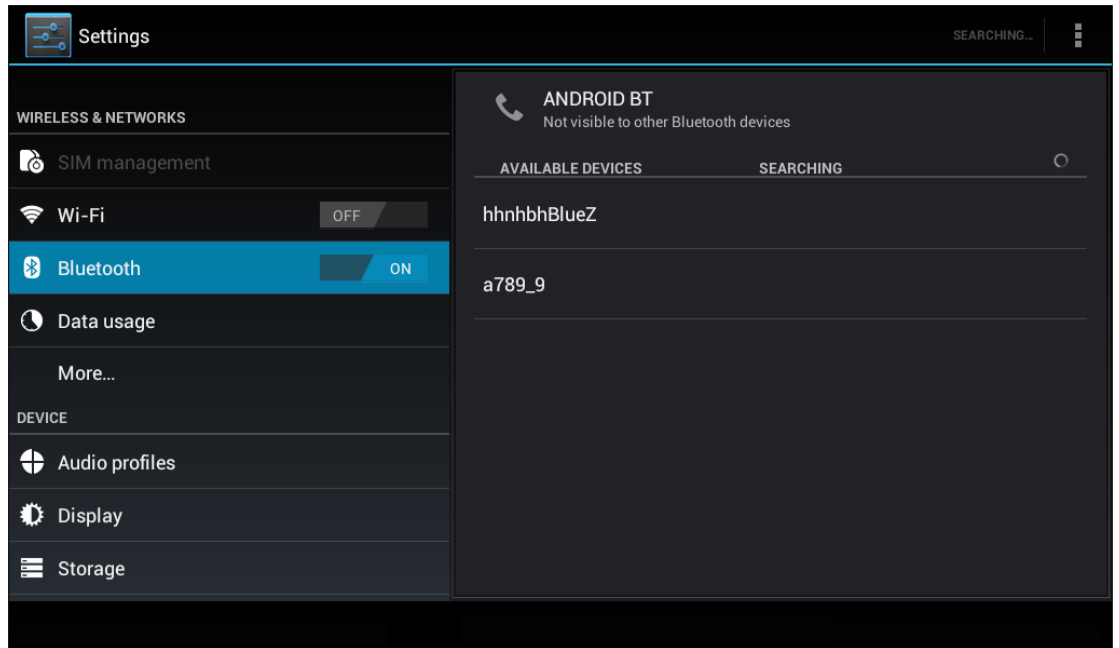 Settings
SEARCHING...
WIRELESS & NETWORKS
SIM management
Wi-Fi OFF
Bluetooth ON
Data usage
More...
DEVICE
Audio profiles
Display
Storage
ANDROID BT
Not visible to other Bluetooth devices
AVAILABLE DEVICES SEARCHING
hhnhbhBlueZ
a789_9